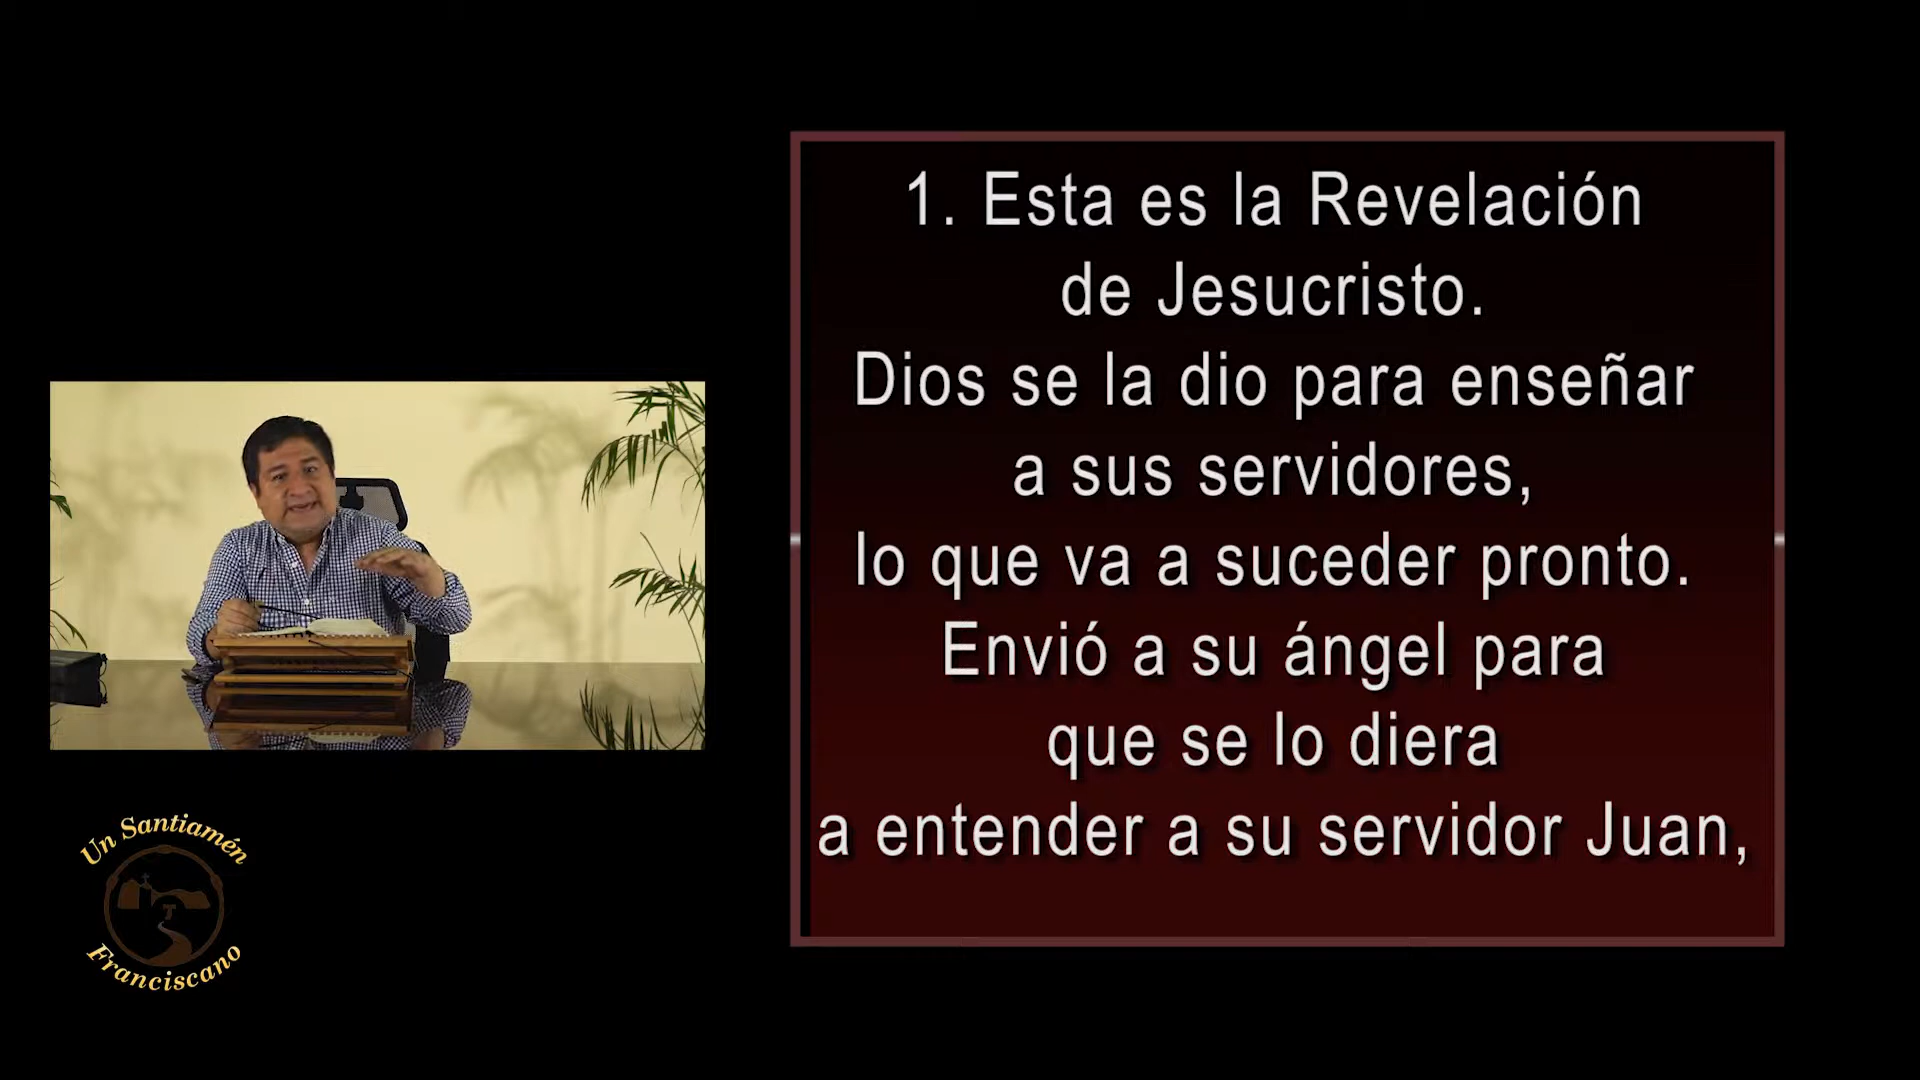 1. Esta es la Revelación
de Jesucristo.
Dios se la dio para enseñar
a sus servidores,
lo que va a suceder pronto.
Envió a su ángel para
que se lo diera
a entender a su servidor Juan,
Un Santiamén
Franciscano